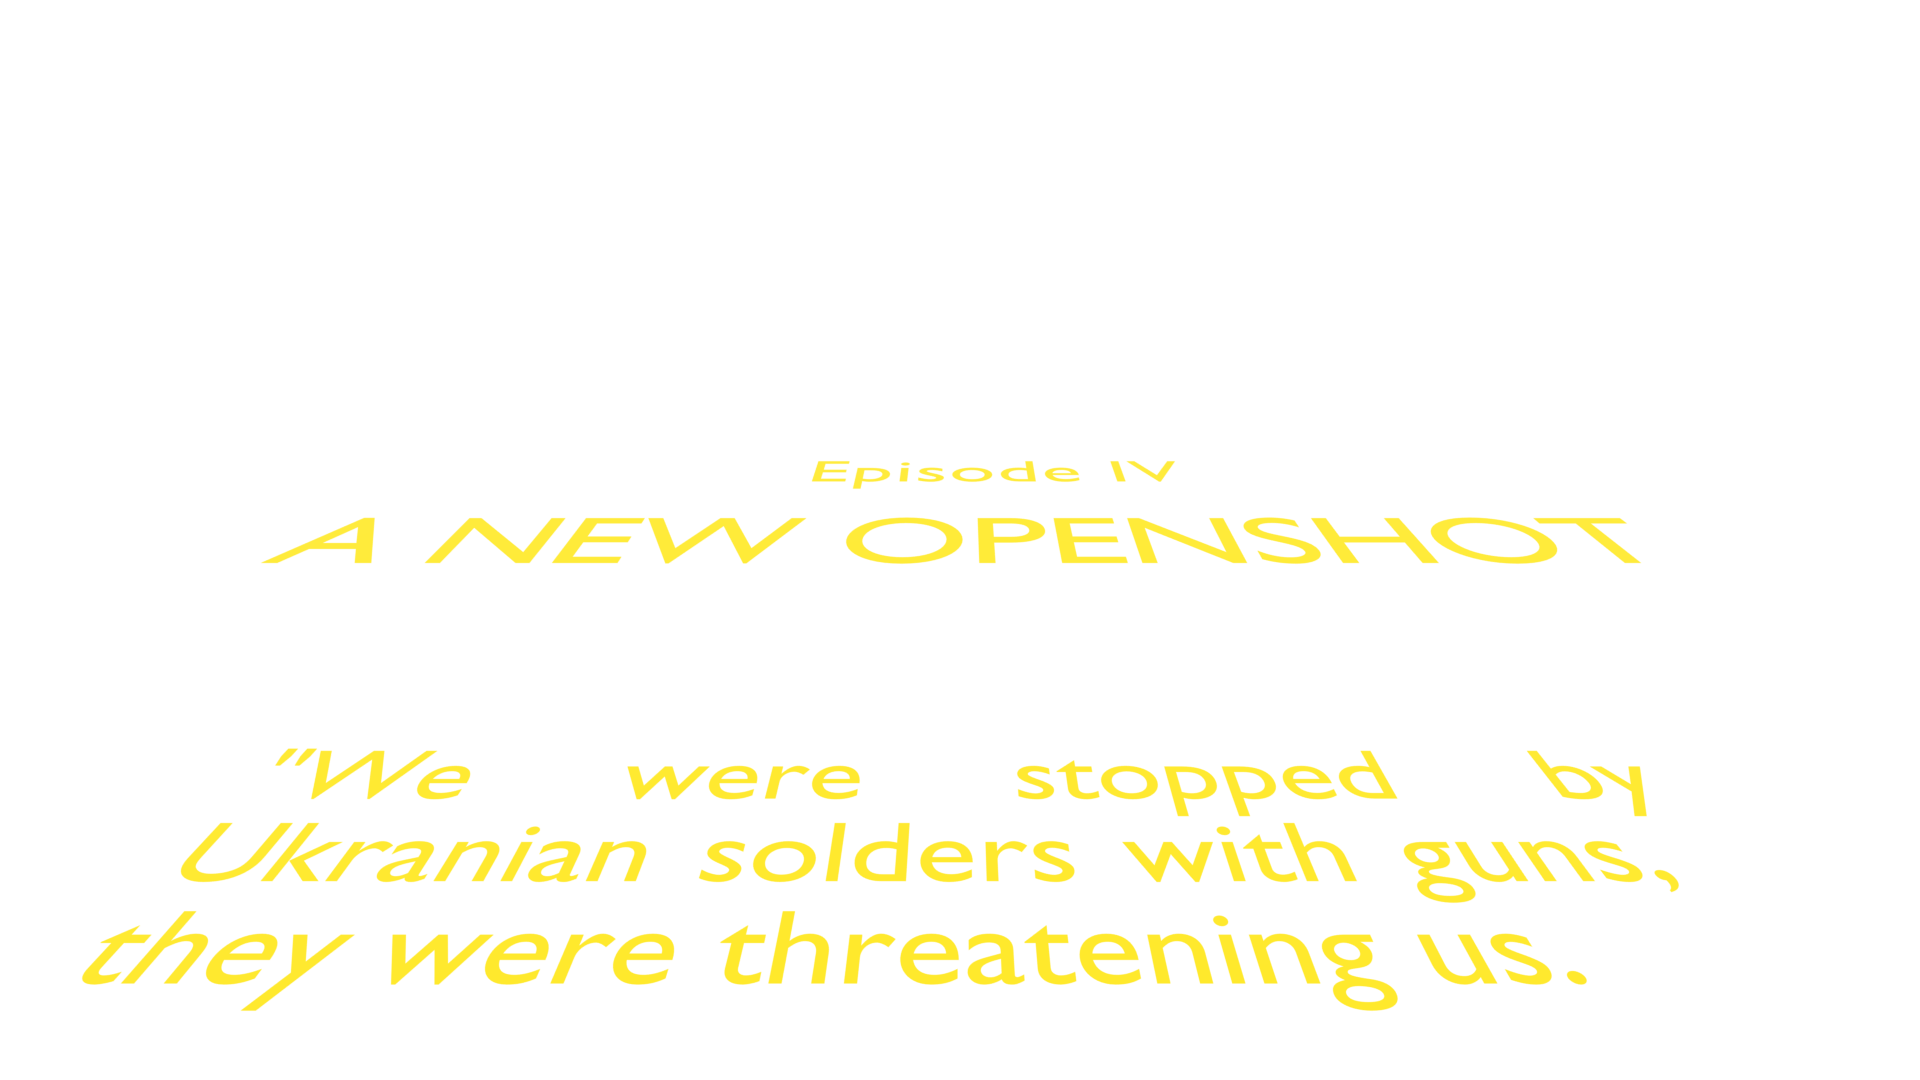 Episode IV
A NEW OPENSHOT
"We were stopped by
Ukranian solders with guns,
they were threatening us.